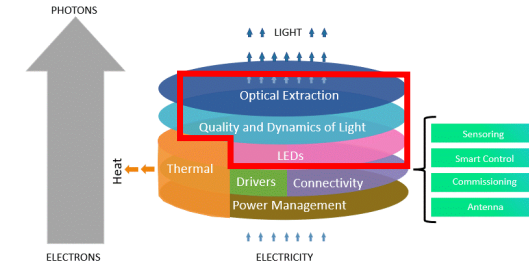 PHOTONS
LIGHT
Optical Extraction
Quality and Dynamics of Light
LEDs
Thermal
Heat
Drivers
Connectivity
Power Management
Sensoring
Smart Control
Commissioning
Antenna
ELECTRONS
ELECTRICITY